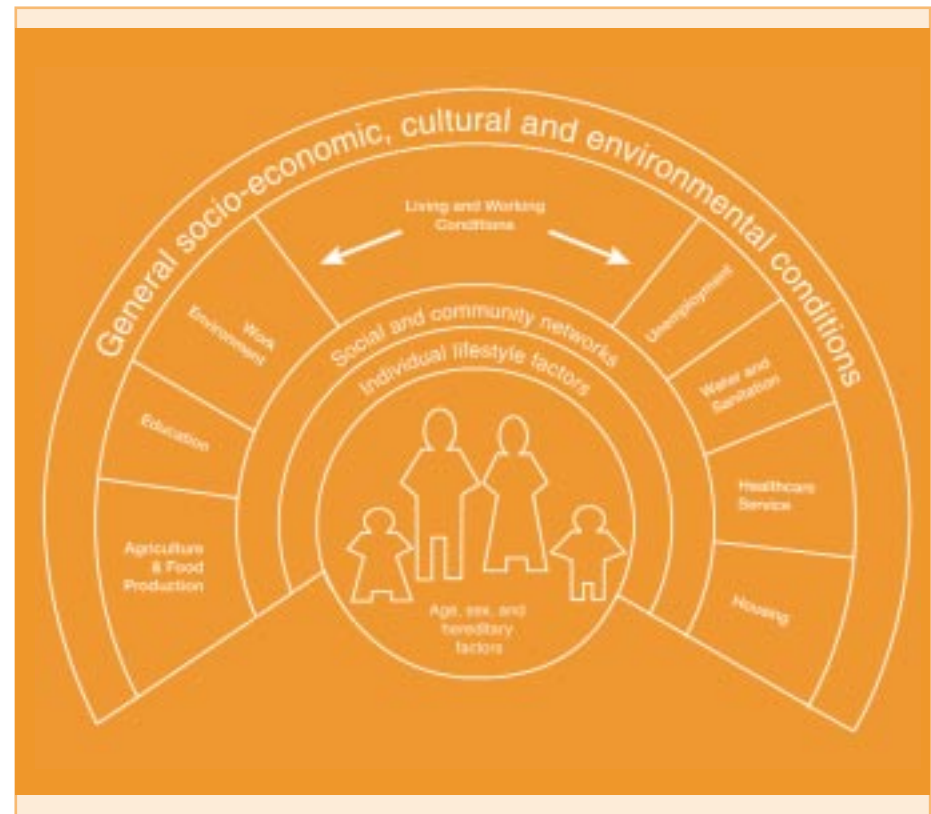 General socio-economic, cultural and environmental conditions
Living and Working
Conditions
Work
Environment
Education
Agriculture
& Food
Production
Unemployment
Water and
Sanitation
Healthcare
Service
Housing
Social and community networks
Individual lifestyle factors
Age, sex, and
hereditary
factors